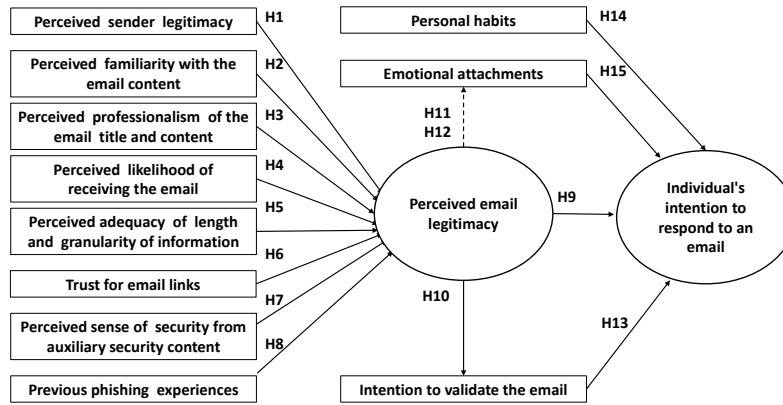 Perceived sender legitimacy
H1
Perceived familiarity with the
email content
H2
Perceived professionalism of the
email title and content
H3
Perceived likelihood of
receiving the email
H4
Perceived adequacy of length
and granularity of information
H5
Trust for email links
H6
Perceived sense of security from
auxiliary security content
H7
Previous phishing experiences
H8
Personal habits
H14
Emotional attachments
H15
H11
H12
Perceived email
legitimacy
H9
H10
Intention to validate the email
H13
Individual's
intention to
respond to an
email